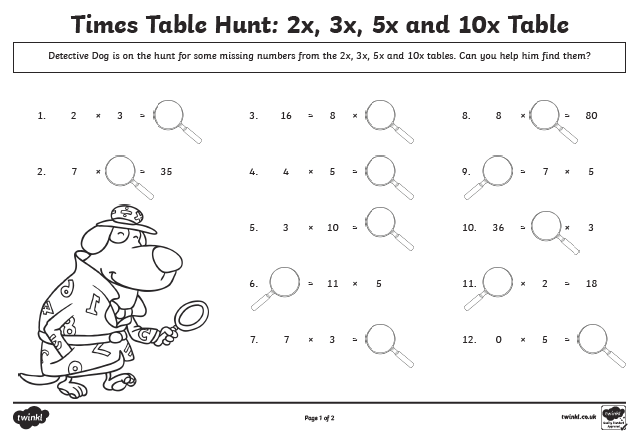 Times Table Hunt: 2x, 3x, 5x and 10x Table
Detective Dog is on the hunt for some missing numbers from the 2x, 3x, 5x and 10x tables. Can you help him find them?
1. 2 × 3 =
2. 7 × = 35
3. 16 = 8 ×
4. 4 × 5 =
5. 3 × 10 =
6. = 11 × 5
7. 7 × 3 =
8. 8 × = 80
9. = 7 × 5
10. 36 = × 3
11. × 2 = 18
12. 0 × 5 =
twinkl
Page 1 of 2
twinkl.co.uk
twinkl
Quality Standard
Approved